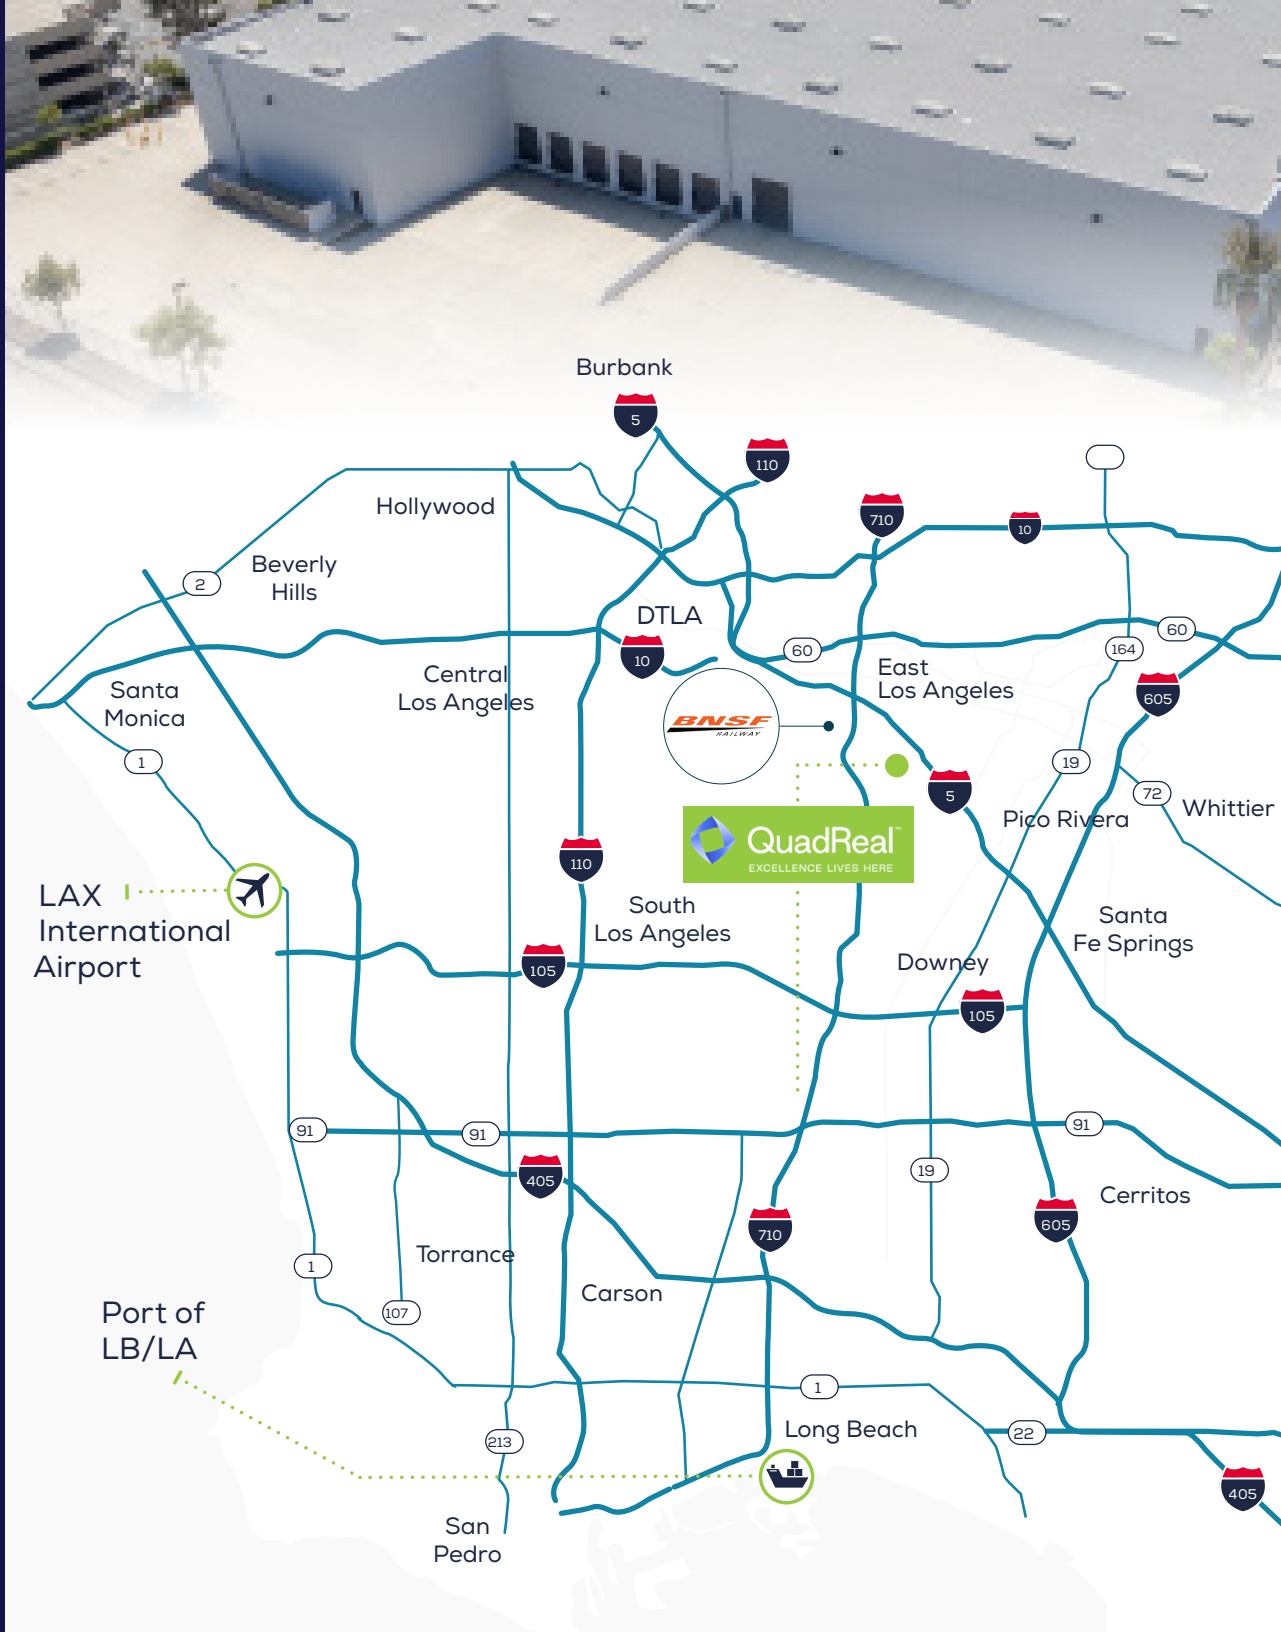 Burbank
5
110
Hollywood
710
10
Beverly
Hills
2
DTLA
10
60
60
164
East
Los Angeles
Central
Los Angeles
605
Santa
Monica
BNSF
RAILWAY
1
19
5
72
Whittier
Pico Rivera
QuadReal™
EXCELLENCE LIVES HERE
110
LAX
International
Airport
South
Los Angeles
Santa
Fe Springs
Downey
105
105
91
91
91
405
19
Cerritos
605
710
Torrance
1
Carson
107
Port of
LB/LA
1
Long Beach
22
213
405
San
Pedro